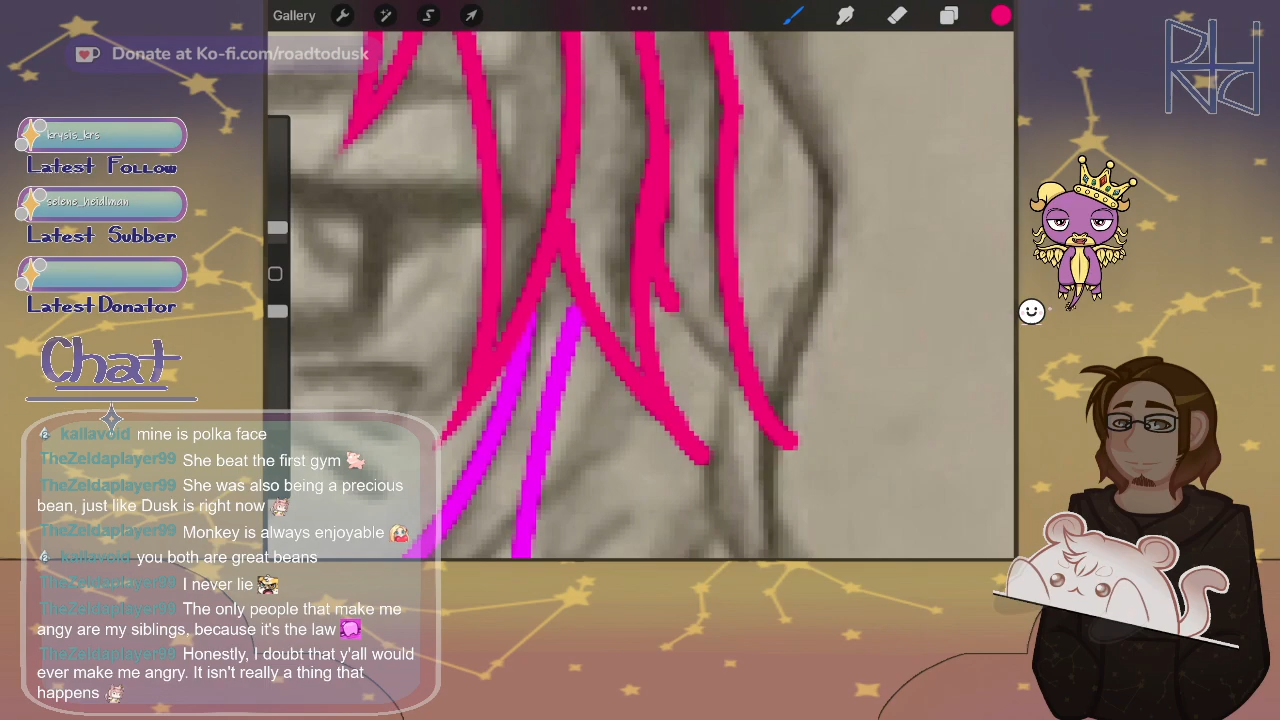 Gallery
Donate at Ko-fi.com/roadtodusk
Rtd
krysis_krs
Latest Follow
selene_heidlman
Latest Subber
Latest Donator
Chat
kallavoid mine is polka face
TheZeldaplayer99 She beat the first gym
TheZeldaplayer99 She was also being a precious
bean, just like Dusk is right now
TheZeldaplayer99 Monkey is always enjoyable
kallavoid you both are great beans
TheZeldaplayer99 I never lie
TheZeldaplayer99 The only people that make me
angy are my siblings, because it's the law
TheZeldaplayer99 Honestly, I doubt that y'all would
ever make me angry. It isn't really a thing that
happens